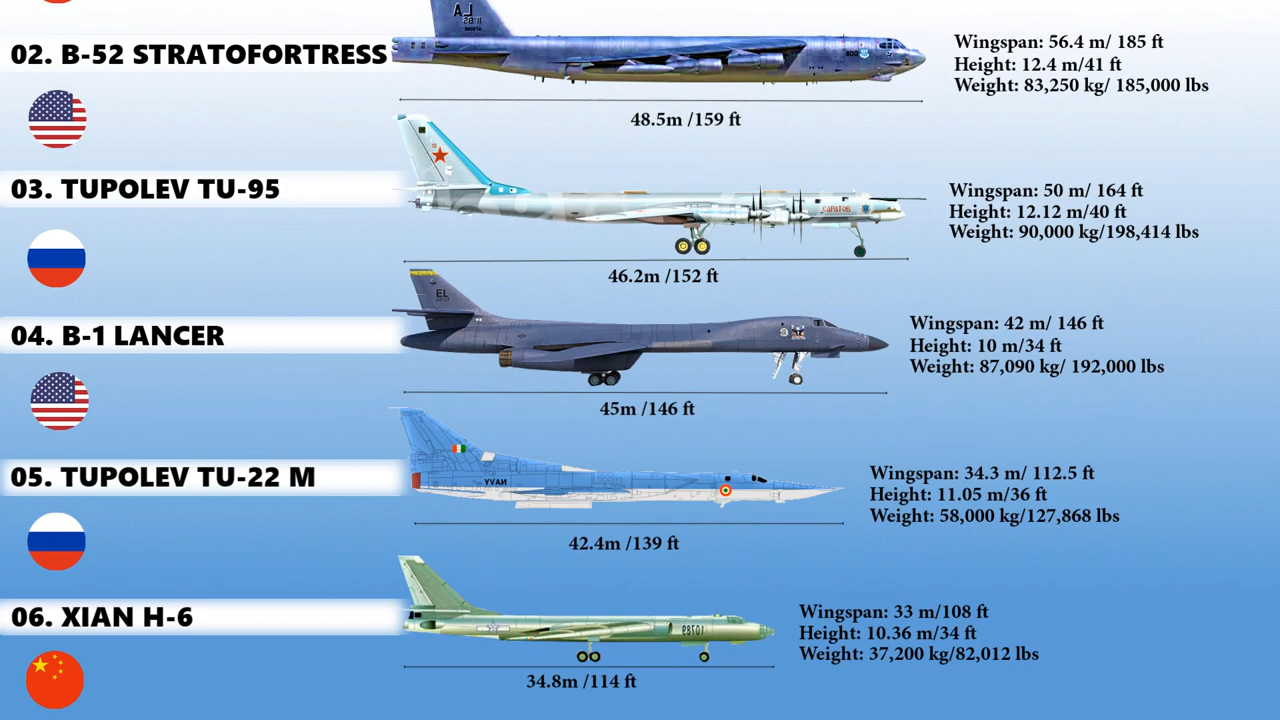 LA
02. B-52 STRATOFORTRESS
Wingspan: 56.4 m/ 185 ft
Height: 12.4 m/41 ft
Weight: 83,250 kg/ 185,000 lbs
48.5m /159 ft
03. TUPOLEV TU-95
САРАТОВ
Wingspan: 50 m/ 164 ft
Height: 12.12 m/40 ft
Weight: 90,000 kg/198,414 lbs
46.2m /152 ft
EL
04. B-1 LANCER
Wingspan: 42 m/ 146 ft
Height: 10 m/34 ft
Weight: 87,090 kg/ 192,000 lbs
45m /146 ft
05. TUPOLEV TU-22 M
NAVY
Wingspan: 34.3 m/ 112.5 ft
Height: 11.05 m/36 ft
Weight: 58,000 kg/127,868 lbs
42.4m /139 ft
06. XIAN H-6
10789
Wingspan: 33 m/108 ft
Height: 10.36 m/34 ft
Weight: 37,200 kg/82,012 lbs
34.8m /114 ft